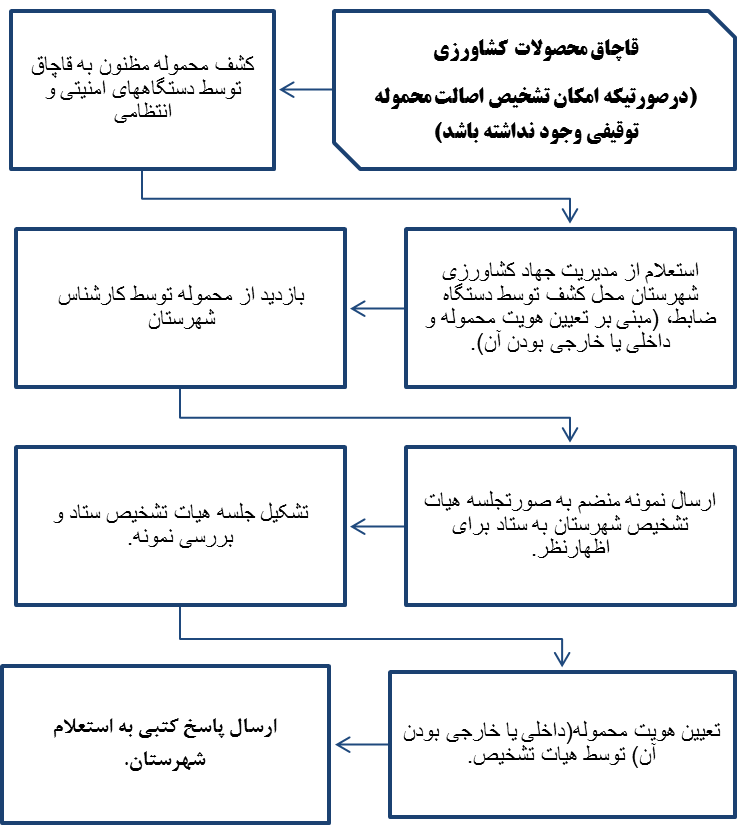 قاچاق محصولات کشاورزی
(درصورتیکه امکان تشخیص اصالت محموله
توقیفی وجود نداشته باشد)
کشف محموله مظنون به قاچاق
توسط دستگاههای امنیتی و
انتظامی
استعلام از مدیریت جهاد کشاورزی
شهرستان محل کشف توسط دستگاه
ضابط، (مبنی بر تعیین هویت محموله و
داخلی یا خارجی بودن آن).
بازدید از محموله توسط کارشناس
شهرستان
ارسال نمونه منضم به صورتجلسه هیات
تشخیص شهرستان به ستاد برای
اظهارنظر.
تشکیل جلسه هیات تشخیص ستاد و
بررسی نمونه.
تعیین هویت محموله(داخلی یا خارجی بودن
آن) توسط هیات تشخیص.
ارسال پاسخ کتبی به استعلام
شهرستان.